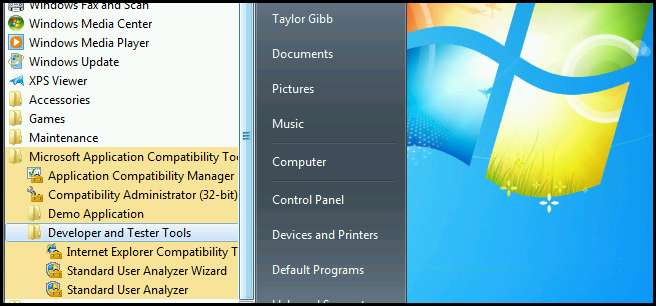 Windows Fax and Scan
Windows Media Center
Windows Media Player
Windows Update
XPS Viewer
Accessories
Games
Maintenance
Microsoft Application Compatibility Too
Application Compatibility Manager
Compatibility Administrator (32-bit)
Demo Application
Developer and Tester Tools
Internet Explorer Compatibility T
Standard User Analyzer Wizard
Standard User Analyzer
Taylor Gibb
Documents
Pictures
Music
Computer
Control Panel
Devices and Printers
Default Programs